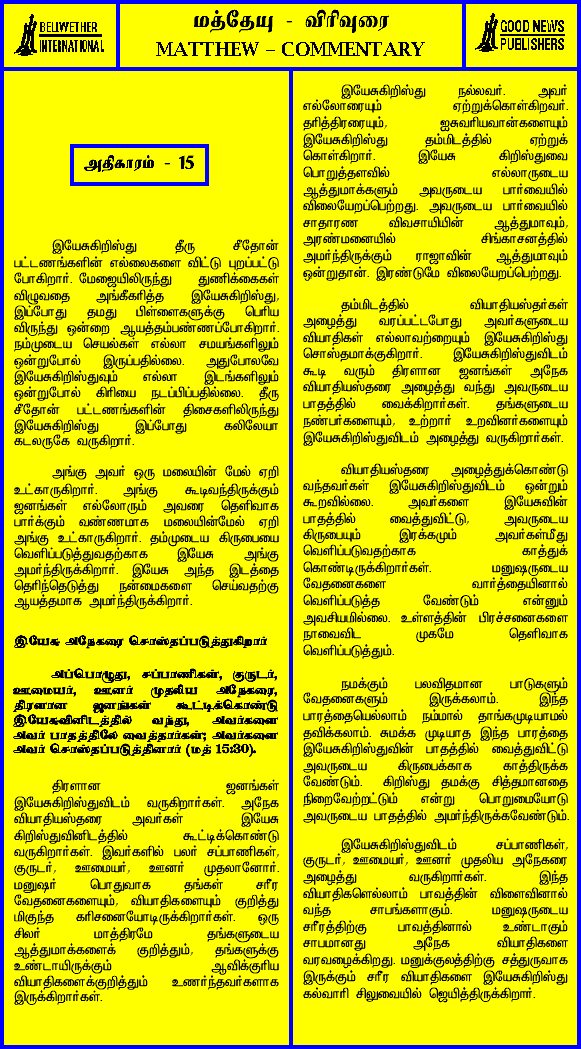 BELIWETHER
INTERNATIONAL
மத்தேயு - விரிவுரை
MATTHEW – COMMENTARY
GOOD NEWS
PUBLISHERS
அதிகாரம் - 15
இயேசுகிறிஸ்து தீரு சீதோன்
பட்டணங்களின் எல்லைகளை விட்டு புறப்பட்டு
போகிறார். மேஜையிலிருந்து துணிக்கைகள்
விழுவதை அங்கீகரித்த இயேசுகிறிஸ்து,
இப்போது தமது பிள்ளைகளுக்கு பெரிய
விருந்து ஒன்றை ஆயத்தம்பண்ணப்போகிறார்.
நம்முடைய செயல்கள் எல்லா சமயங்களிலும்
ஒன்றுபோல் இருப்பதில்லை. அதுபோலவே
இயேசுகிறிஸ்துவும் எல்லா இடங்களிலும்
ஒன்றுபோல் கிரியை நடப்பிப்பதில்லை. தீரு
சீதோன் பட்டணங்களின் திசைகளிலிருந்து
இயேசுகிறிஸ்து இப்போது கலிலேயா
கடலருகே வருகிறார்.
அங்கு அவர் ஒரு மலையின் மேல் ஏறி
உட்காருகிறார். அங்கு கூடிவந்திருக்கும்
ஜனங்கள் எல்லோரும் அவரை தெளிவாக
பார்க்கும் வண்ணமாக மலையின்மேல் ஏறி
அங்கு உட்காருகிறார். தம்முடைய கிருபையை
வெளிப்படுத்துவதற்காக இயேசு அங்கு
அமர்ந்திருக்கிறார். இயேசு அந்த இடத்தை
தெரிந்தெடுத்து நன்மைகளை செய்வதற்கு
ஆயத்தமாக அமர்ந்திருக்கிறார்.
இயேசு அநேகரை சொஸ்தப்படுத்துகிறார்
அப்பொழுது, சப்பாணிகள், குருடர்,
ஊமையர், ஊனர் முதலிய அநேகரை,
திரளான ஜனங்கள் கூட்டிக்கொண்டு
இயேசுவினிடத்தில் வந்து, அவர்களை
அவர் பாதத்திலே வைத்தார்கள்; அவர்களை
அவர் சொஸ்தப்படுத்தினார் (மத் 15:30).
திரளான ஜனங்கள்
இயேசுகிறிஸ்துவிடம் வருகிறார்கள். அநேக
வியாதியஸ்தரை அவர்கள் இயேசு
கிறிஸ்துவினிடத்தில் கூட்டிக்கொண்டு
வருகிறார்கள். இவர்களில் பலர் சப்பாணிகள்,
குருடர், ஊமையர், ஊனர் முதலானோர்.
மனுஷர் பொதுவாக தங்கள் சரீர
வேதனைகளையும், வியாதிகளையும் குறித்து
மிகுந்த கரிசனையோடிருக்கிறார்கள். ஒரு
சிலர் மாத்திரமே தங்களுடைய
ஆத்துமாக்களைக் குறித்தும், தங்களுக்கு
உண்டாயிருக்கும் ஆவிக்குரிய
வியாதிகளைக்குறித்தும் உணர்ந்தவர்களாக
இருக்கிறார்கள்.
இயேசுகிறிஸ்து நல்லவர். அவர்
எல்லோரையும் ஏற்றுக்கொள்கிறவர்.
தரித்திரரையும், ஐசுவரியவான்களையும்
இயேசுகிறிஸ்து தம்மிடத்தில் ஏற்றுக்
கொள்கிறார். இயேசு கிறிஸ்துவை
பொறுத்தளவில் எல்லாருடைய
ஆத்துமாக்களும் அவருடைய பார்வையில்
விலையேறப்பெற்றது. அவருடைய பார்வையில்
சாதாரண விவசாயியின் ஆத்துமாவும்,
அரண்மனையில் சிங்காசனத்தில்
அமர்ந்திருக்கும் ராஜாவின் ஆத்துமாவும்
ஒன்றுதான். இரண்டுமே விலையேறப்பெற்றது.
தம்மிடத்தில் வியாதியஸ்தர்கள்
அழைத்து வரப்பட்டபோது அவர்களுடைய
வியாதிகள் எல்லாவற்றையும் இயேசுகிறிஸ்து
சொஸ்தமாக்குகிறார். இயேசுகிறிஸ்துவிடம்
கூடி வரும் திரளான ஜனங்கள் அநேக
வியாதியஸ்தரை அழைத்து வந்து அவருடைய
பாதத்தில் வைக்கிறார்கள். தங்களுடைய
நண்பர்களையும், உற்றார் உறவினர்களையும்
இயேசுகிறிஸ்துவிடம் அழைத்து வருகிறார்கள்.
வியாதியஸ்தரை அழைத்துக்கொண்டு
வந்தவர்கள் இயேசுகிறிஸ்துவிடம் ஒன்றும்
கூறவில்லை. அவர்களை இயேசுவின்
பாதத்தில் வைத்துவிட்டு, அவருடைய
கிருபையும் இரக்கமும் அவர்கள்மீது
வெளிப்படுவதற்காக காத்துக்
கொண்டிருக்கிறார்கள். மனுஷருடைய
வேதனைகளை வார்த்தையினால்
வெளிப்படுத்த வேண்டும் என்னும்
அவசியமில்லை. உள்ளத்தின் பிரச்சனைகளை
நாவைவிட முகமே தெளிவாக
வெளிப்படுத்தும்.
நமக்கும் பலவிதமான பாடுகளும்
வேதனைகளும் இருக்கலாம். இந்த
பாரத்தையெல்லாம் நம்மால் தாங்கமுடியாமல்
தவிக்கலாம். சுமக்க முடியாத இந்த பாரத்தை
இயேசுகிறிஸ்துவின் பாதத்தில் வைத்துவிட்டு
அவருடைய கிருபைக்காக காத்திருக்க
வேண்டும். கிறிஸ்து தமக்கு சித்தமானதை
நிறைவேற்றட்டும் என்று பொறுமையோடு
அவருடைய பாதத்தில் அமர்ந்திருக்கவேண்டும்.
இயேசுகிறிஸ்துவிடம் சப்பாணிகள்,
குருடர், ஊமையர், ஊனர் முதலிய அநேகரை
அழைத்து வருகிறார்கள். இந்த
வியாதிகளெல்லாம் பாவத்தின் விளைவினால்
வந்த சாபங்களாகும். மனுஷருடைய
சரீரத்திற்கு பாவத்தினால் உண்டாகும்
சாபமானது அநேக வியாதிகளை
வரவழைக்கிறது. மனுக்குலத்திற்கு சத்துருவாக
இருக்கும் சரீர வியாதிகளை இயேசுகிறிஸ்து
கல்வாரி சிலுவையில் ஜெயித்திருக்கிறார்.